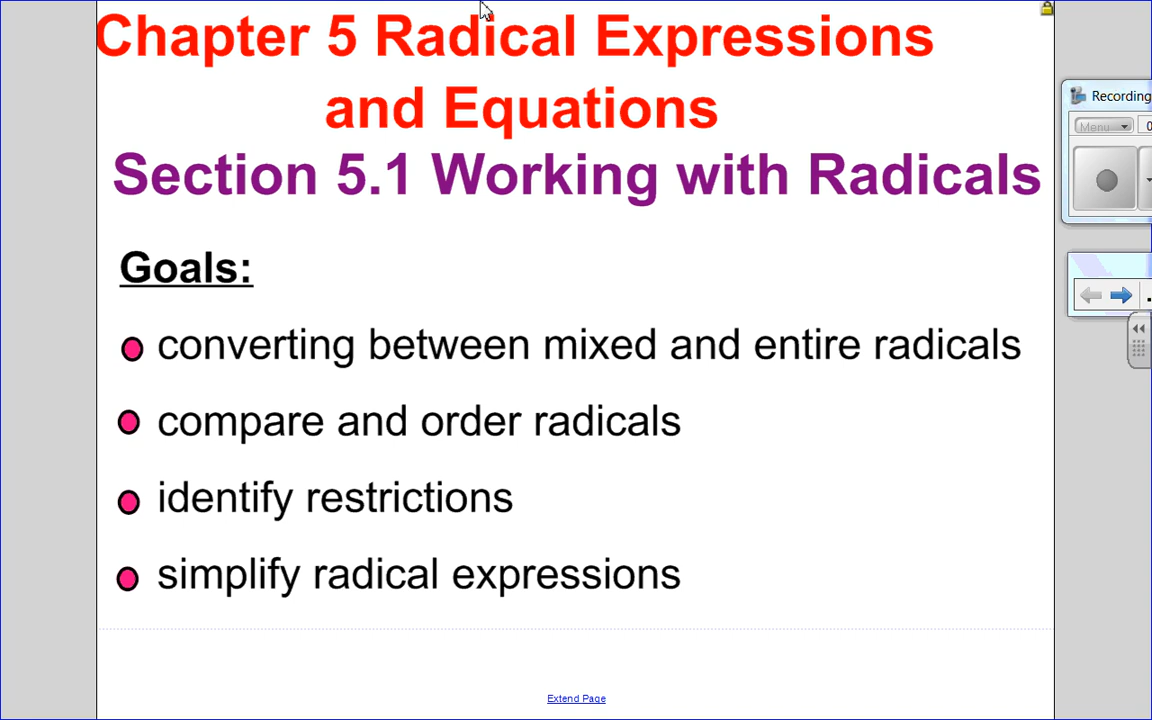 Chapter 5 Radical Expressions
and Equations
Section 5.1 Working with Radicals
Goals:
converting between mixed and entire radicals
compare and order radicals
identify restrictions
simplify radical expressions
Extend Page
Recording
Menu
0